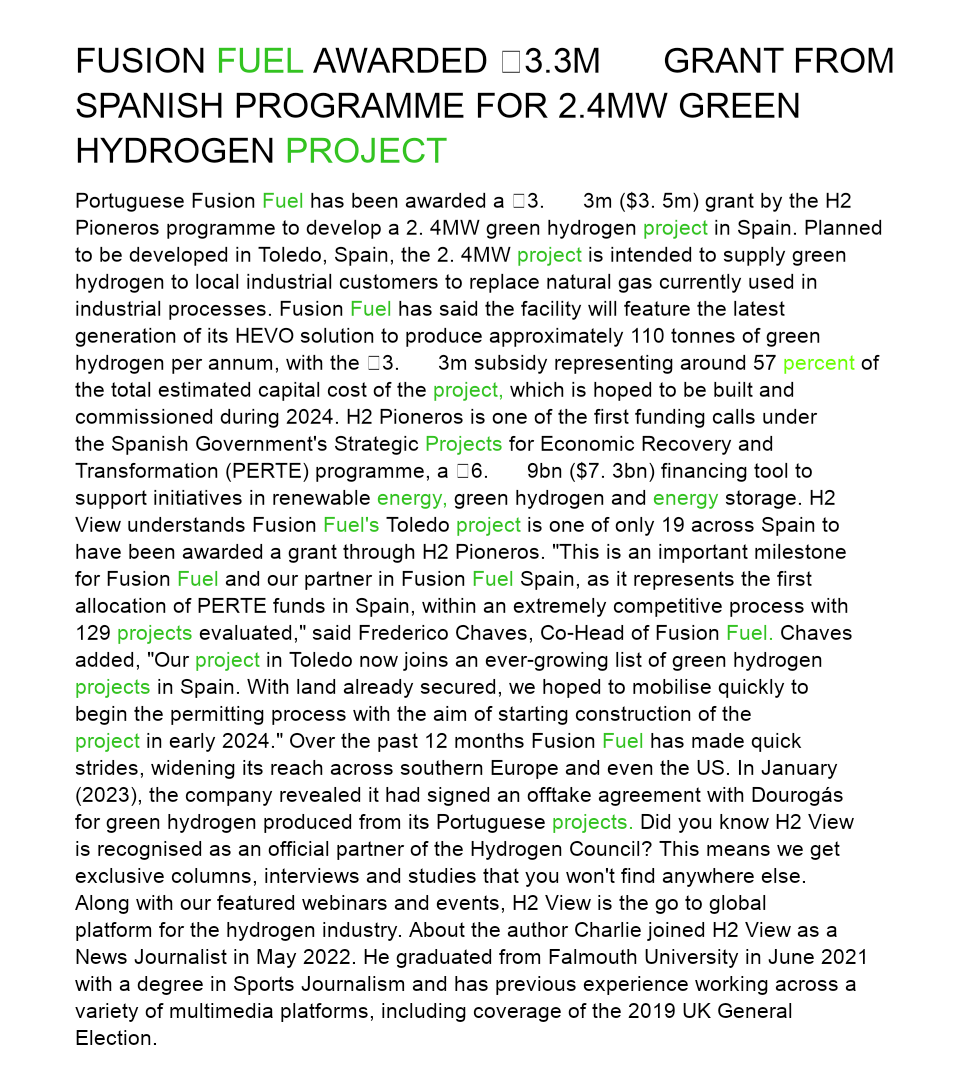 FUSION FUEL AWARDED 3.3M GRANT FROM
SPANISH PROGRAMME FOR 2.4MW GREEN
HYDROGEN PROJECT
Portuguese Fusion Fuel has been awarded a 3. 3m ($3. 5m) grant by the H2
Pioneros programme to develop a 2. 4MW green hydrogen project in Spain. Planned
to be developed in Toledo, Spain, the 2. 4MW project is intended to supply green
hydrogen to local industrial customers to replace natural gas currently used in
industrial processes. Fusion Fuel has said the facility will feature the latest
generation of its HEVO solution to produce approximately 110 tonnes of green
hydrogen per annum, with the 3. 3m subsidy representing around 57 percent of
the total estimated capital cost of the project, which is hoped to be built and
commissioned during 2024. H2 Pioneros is one of the first funding calls under
the Spanish Government's Strategic Projects for Economic Recovery and
Transformation (PERTE) programme, a 6. 9bn ($7. 3bn) financing tool to
support initiatives in renewable energy, green hydrogen and energy storage. H2
View understands Fusion Fuel's Toledo project is one of only 19 across Spain to
have been awarded a grant through H2 Pioneros. "This is an important milestone
for Fusion Fuel and our partner in Fusion Fuel Spain, as it represents the first
allocation of PERTE funds in Spain, within an extremely competitive process with
129 projects evaluated," said Frederico Chaves, Co-Head of Fusion Fuel. Chaves
added, "Our project in Toledo now joins an ever-growing list of green hydrogen
projects in Spain. With land already secured, we hoped to mobilise quickly to
begin the permitting process with the aim of starting construction of the
project in early 2024." Over the past 12 months Fusion Fuel has made quick
strides, widening its reach across southern Europe and even the US. In January
(2023), the company revealed it had signed an offtake agreement with Dourogás
for green hydrogen produced from its Portuguese projects. Did you know H2 View
is recognised as an official partner of the Hydrogen Council? This means we get
exclusive columns, interviews and studies that you won't find anywhere else.
Along with our featured webinars and events, H2 View is the go to global
platform for the hydrogen industry. About the author Charlie joined H2 View as a
News Journalist in May 2022. He graduated from Falmouth University in June 2021
with a degree in Sports Journalism and has previous experience working across a
variety of multimedia platforms, including coverage of the 2019 UK General
Election.